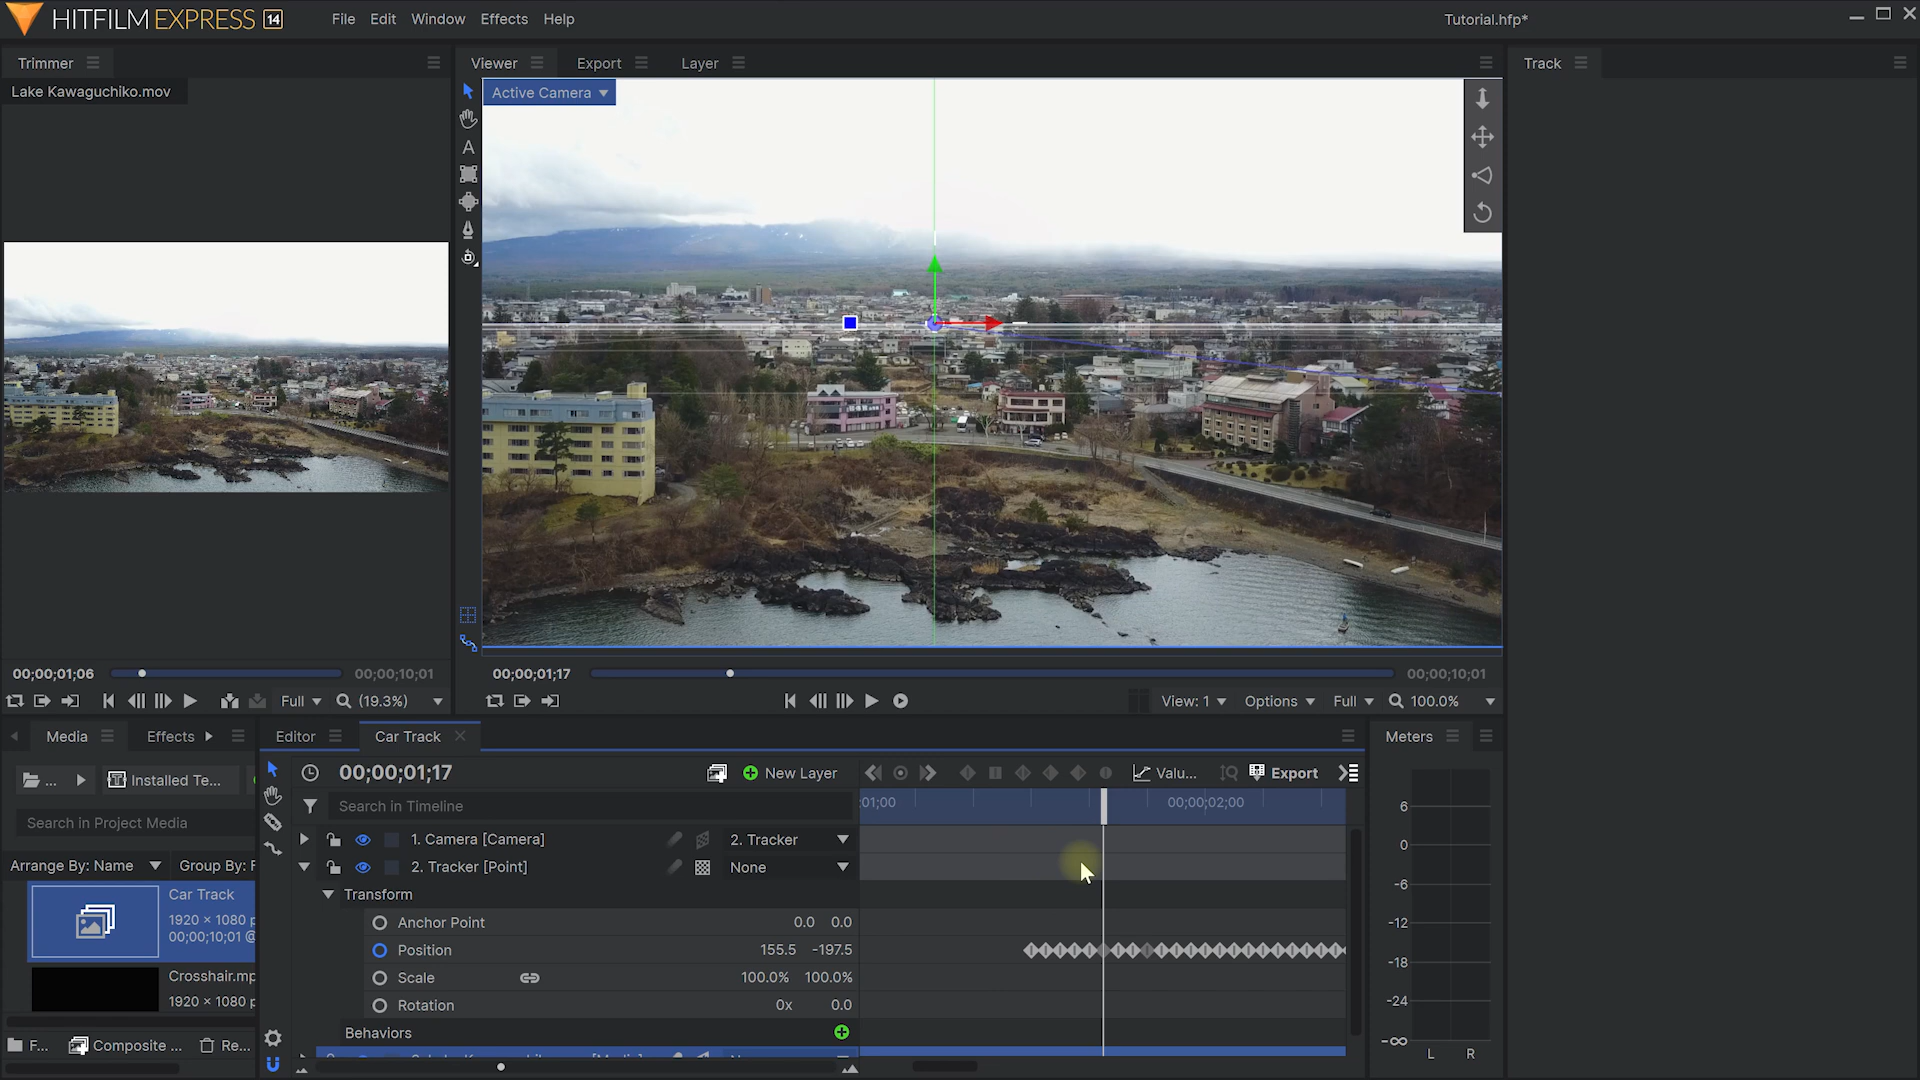 HITFILM EXPRESS 14
File Edit Window Effects Help
Tutorial.hfp*
Trimmer
Viewer
Export
Layer
Track
Lake Kawaguchiko.mov
Active Camera
A
00;00;01;06
00;00;10;01
Full
(19.3%)
00;00;01;17
00;00;10;01
View: 1
Options
Full
100.0%
Media
Effects
Editor
Car Track
Meters
...
Installed Te...
Search in Project Media
Arrange By: Name
Group By: F
Car Track
1920 × 1080 p
00;00;10;01 @
Crosshair.mp
1920 × 1080 p
F...
Composite ...
Re...
00;00;01;17
New Layer
Valu...
Export
Search in Timeline
:01;00
00;00;02;00
1. Camera [Camera]
2. Tracker
2. Tracker [Point]
None
Transform
Anchor Point
0.0 0.0
Position
155.5 -197.5
Scale
100.0% 100.0%
Rotation
0x 0.0
Behaviors
6
0
-6
-12
-18
-24
-∞
L R